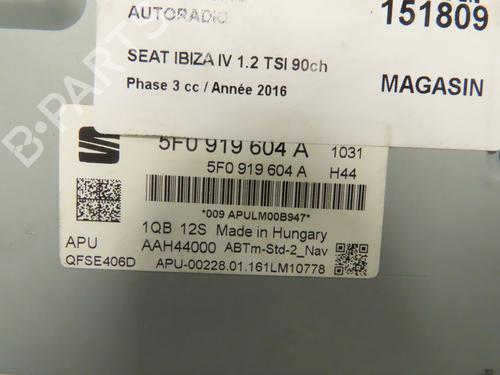 AUTORADIO
151809
SEAT IBIZA IV 1.2 TSI 90ch
Phase 3 cc / Année 2016
MAGASIN
5F0 919 604 A 1031
5F0 919 604 A H44
*009 APULM00B947*
1QB 12S Made in Hungary
APU AAH44000 ABTm-Std-2_Nav
QFSE406D APU-00228.01.161LM10778
B-PARTS